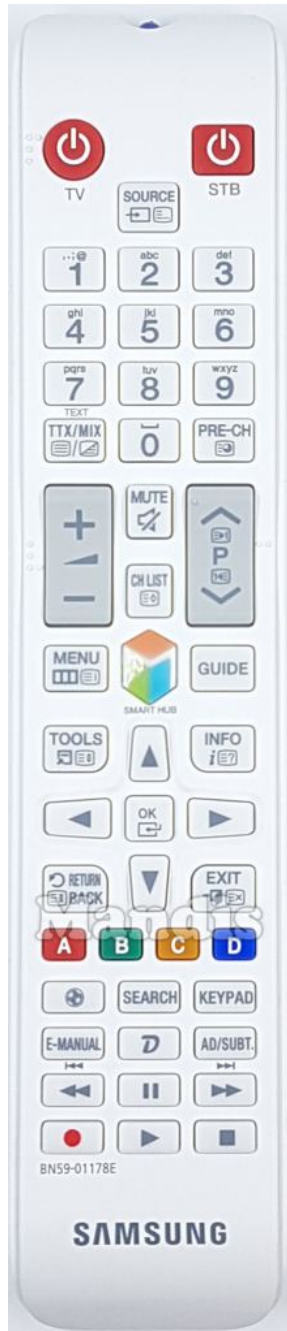 TV STB
SOURCE
.,:;@ abc def
1 2 3
ghi jkl mno
4 5 6
pqrs tuv wxyz
7 8 9
TEXT
TTX/MIX 0 PRE-CH
+ MUTE
P
CH LIST
−
MENU GUIDE
SMART HUB
TOOLS INFO
i
OK
RETURN EXIT
BACK
Mandis
A B C D
SEARCH KEYPAD
E-MANUAL D AD/SUBT.
BN59-01178E
SAMSUNG